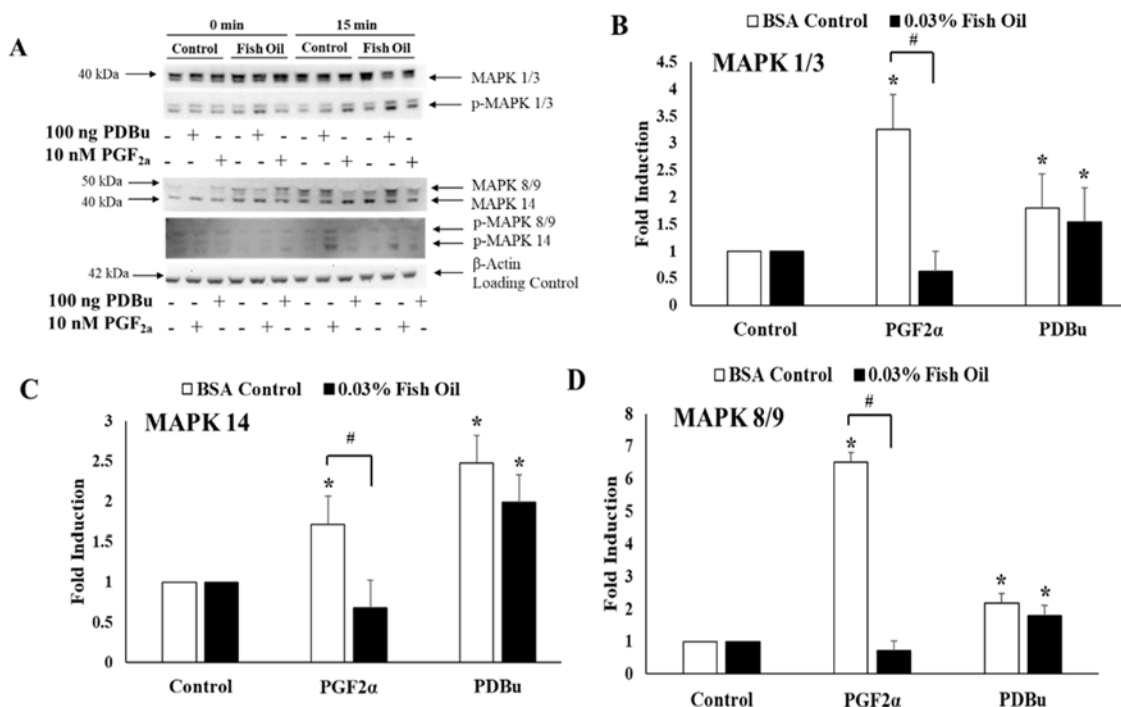 A
0 min 15 min
Control Fish Oil Control Fish Oil
40 kDa
MAPK 1/3
p-MAPK 1/3
100 ng PDBu - + - - + - - + - - + -
10 nM PGF2a - - + - - + - - + - - +
50 kDa
MAPK 8/9
40 kDa
MAPK 14
p-MAPK 8/9
p-MAPK 14
β-Actin
42 kDa
Loading Control
100 ng PDBu - - + - - + - - + - - +
10 nM PGF2a - + - - + - - + - - + -
B
BSA Control 0.03% Fish Oil
MAPK 1/3
#
* * *
Fold Induction
4.5
4
3.5
3
2.5
2
1.5
1
0.5
0
Control PGF2α PDBu
C
BSA Control 0.03% Fish Oil
MAPK 14
#
* * *
Fold Induction
3
2.5
2
1.5
1
0.5
0
Control PGF2α PDBu
D
BSA Control 0.03% Fish Oil
MAPK 8/9
#
* * *
Fold Induction
8
7
6
5
4
3
2
1
0
Control PGF2α PDBu